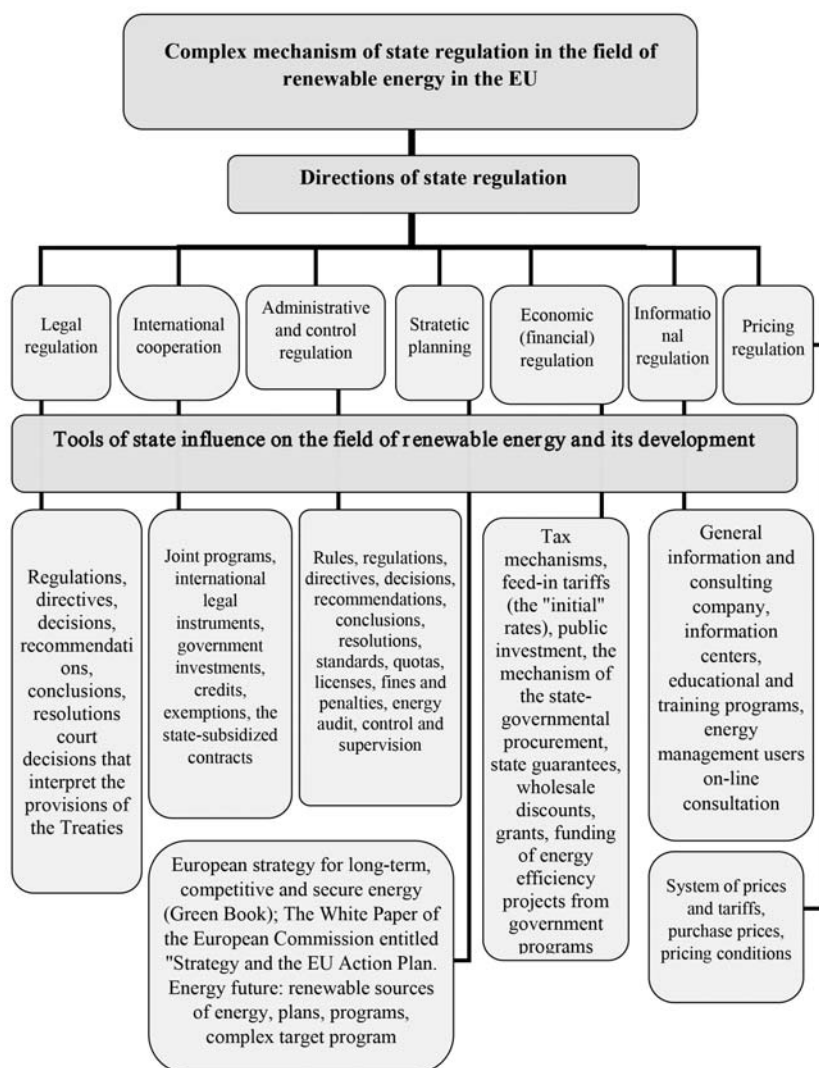 Complex mechanism of state regulation in the field of
renewable energy in the EU
Directions of state regulation
Legal
regulation
International
cooperation
Administrative
and control
regulation
Stratetic
planning
Economic
(financial)
regulation
Informatio
nal
regulation
Pricing
regulation
Tools of state influence on the field of renewable energy and its development
Regulations,
directives,
decisions,
recommendati
ons,
conclusions,
resolutions court
decisions that
interpret the
provisions of
the Treaties
Joint programs,
international
legal
instruments,
government
investments,
credits,
exemptions, the
state-subsidized
contracts
Rules, regulations,
directives, decisions,
recommendations,
conclusions,
resolutions,
standards, quotas,
licenses, fines and
penalties, energy
audit, control and
supervision
Tax
mechanisms,
feed-in tariffs
(the "initial"
rates), public
investment, the
mechanism of
the state-
governmental
procurement,
state guarantees,
wholesale
discounts,
grants, funding
of energy
efficiency
projects from
government
programs
General
information and
consulting
company,
information
centers,
educational and
training programs,
energy
management users
on-line
consultation
European strategy for long-term,
competitive and secure energy
(Green Book); The White Paper of
the European Commission entitled
"Strategy and the EU Action Plan.
Energy future: renewable sources
of energy, plans, programs,
complex target program
System of prices
and tariffs,
purchase prices,
pricing conditions